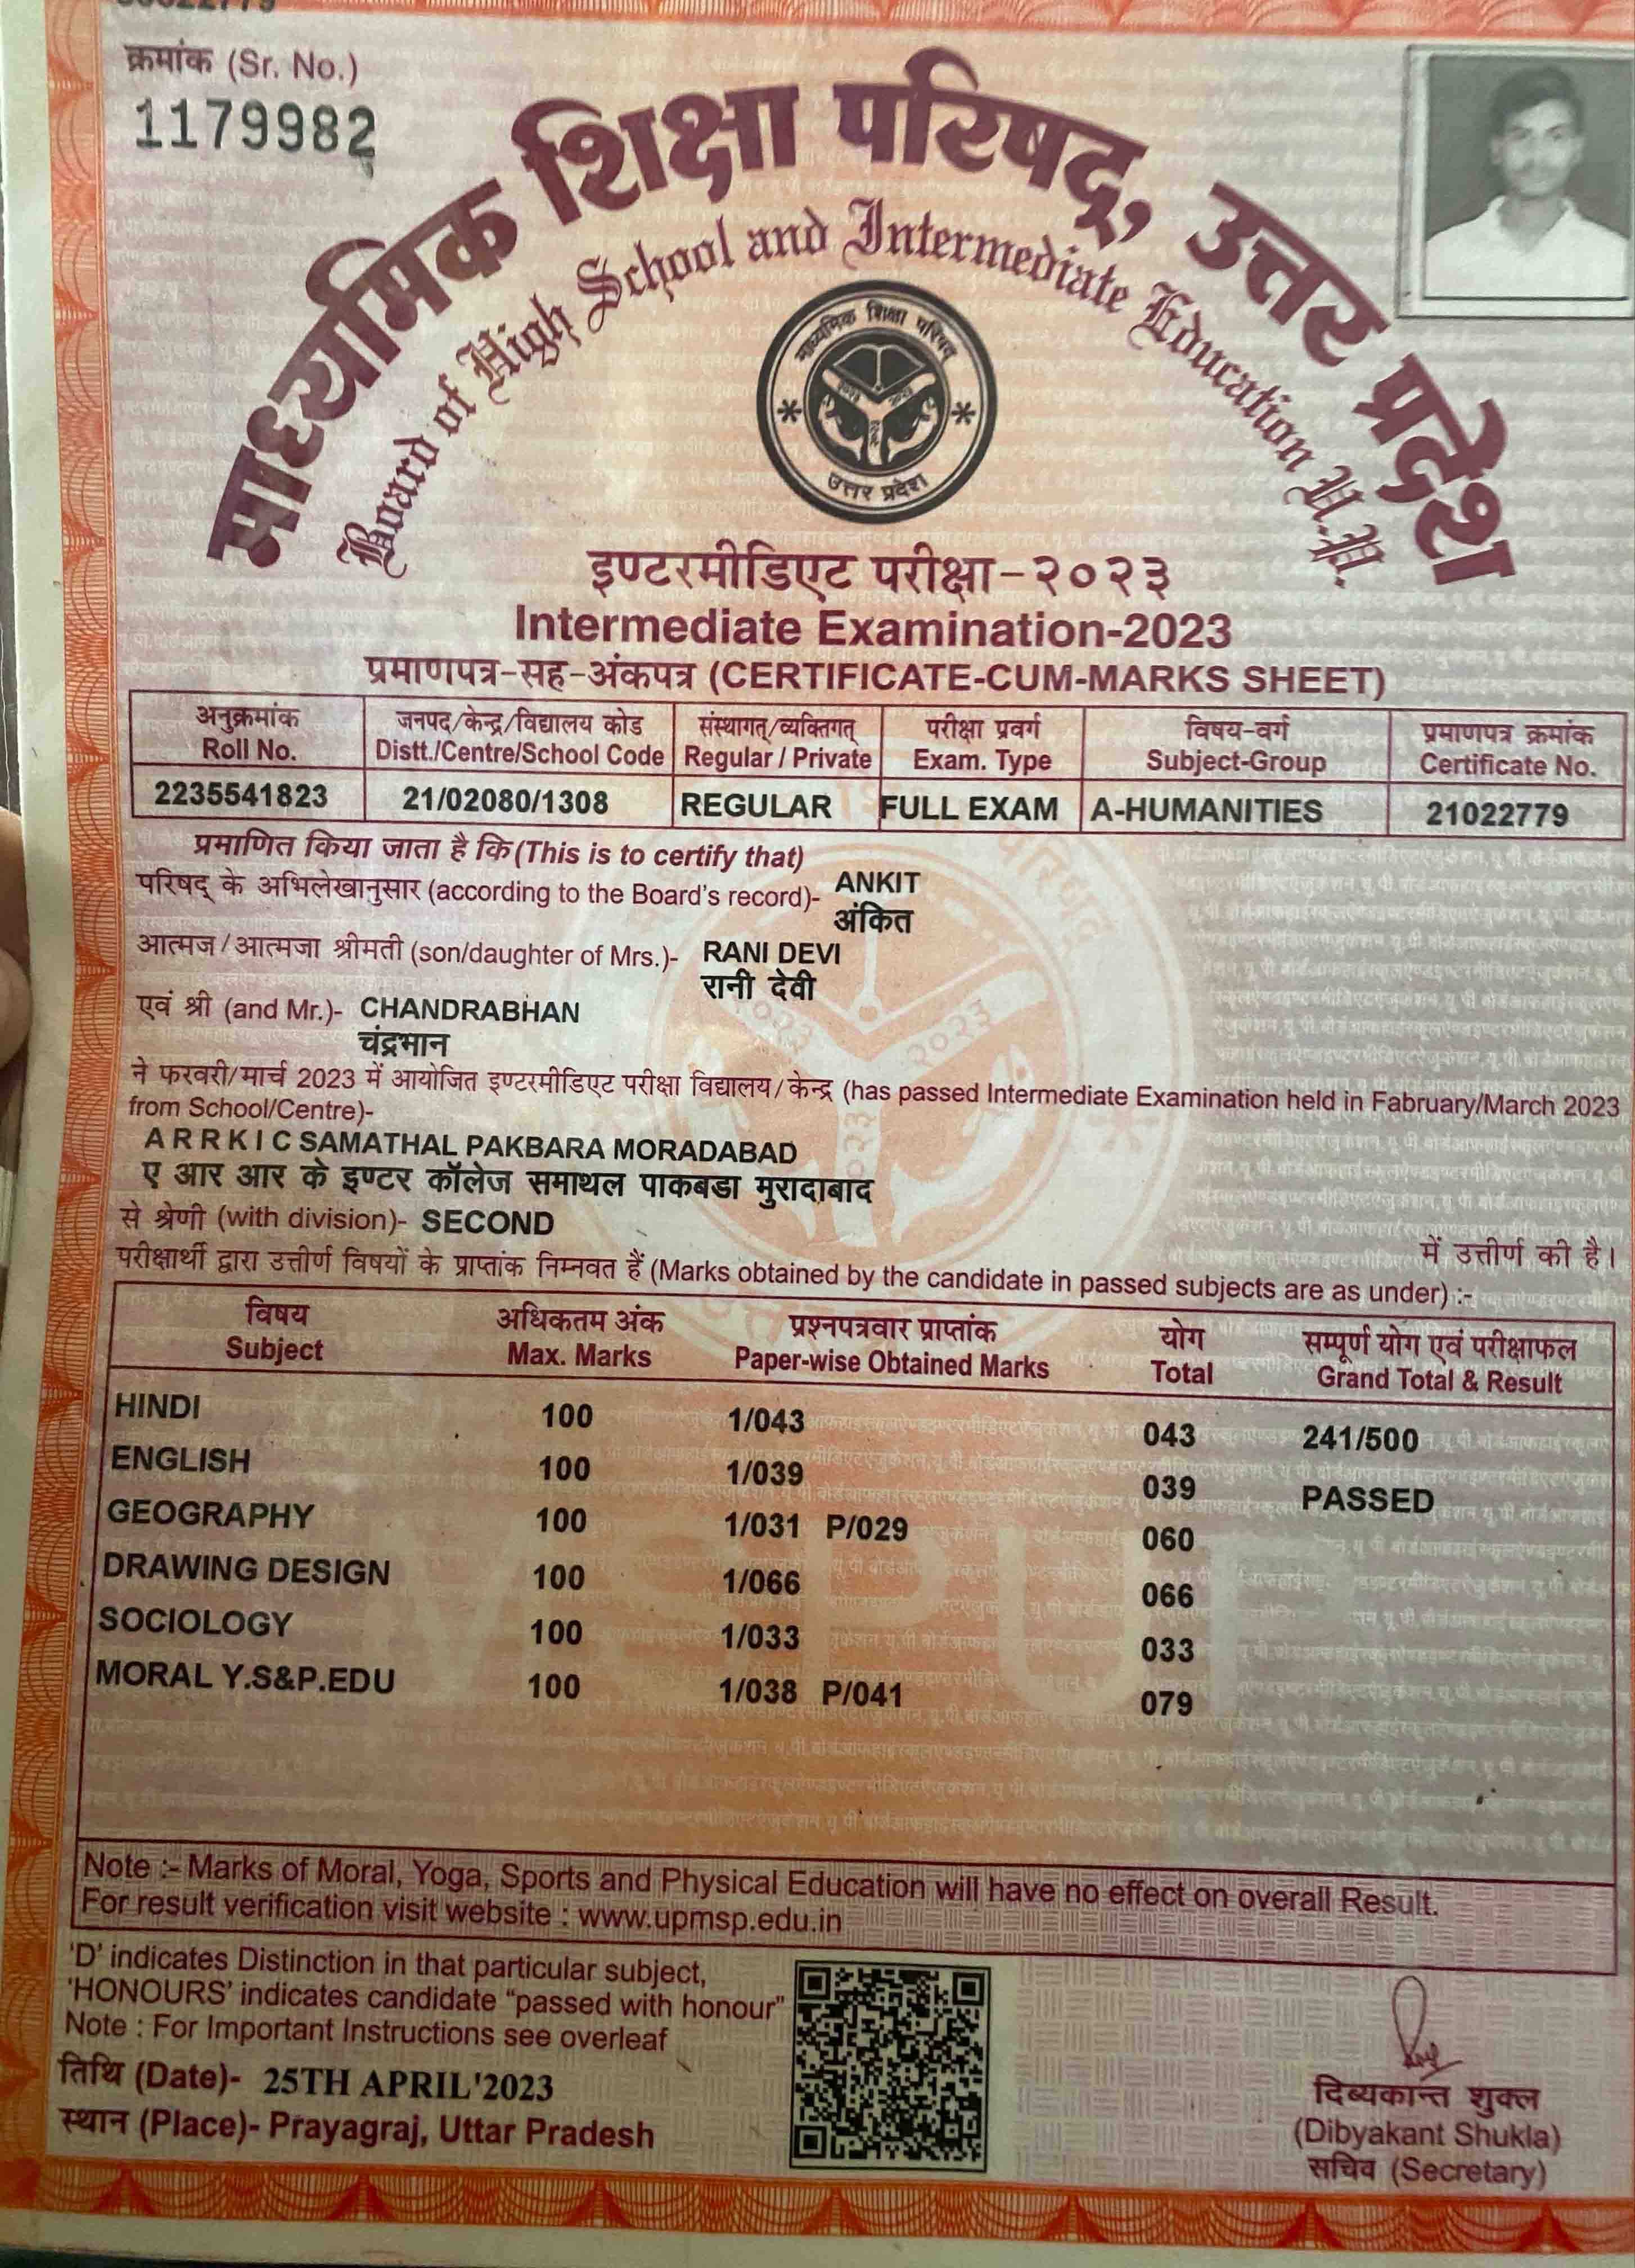 क्रमांक (Sr. No.)
1179982
माध्यमिक शिक्षा परिषद्, उत्तर प्रदेश
Board of High School and Intermediate Education U.P.
माध्यमिक शिक्षा परिषद्
उत्तर प्रदेश
इण्टरमीडिएट परीक्षा-२०२३
Intermediate Examination-2023
प्रमाणपत्र-सह-अंकपत्र (CERTIFICATE-CUM-MARKS SHEET)
अनुक्रमांक जनपद/केन्द्र/विद्यालय कोड संस्थागत्/व्यक्तिगत् परीक्षा प्रवर्ग विषय-वर्ग प्रमाणपत्र क्रमांक
Roll No. Distt./Centre/School Code Regular / Private Exam. Type Subject-Group Certificate No.
2235541823 21/02080/1308 REGULAR FULL EXAM A-HUMANITIES 21022779
प्रमाणित किया जाता है कि (This is to certify that)
परिषद् के अभिलेखानुसार (according to the Board's record)- ANKIT
अंकित
आत्मज/आत्मजा श्रीमती (son/daughter of Mrs.)- RANI DEVI
रानी देवी
एवं श्री (and Mr.)- CHANDRABHAN
चंद्रभान
ने फरवरी/मार्च 2023 में आयोजित इण्टरमीडिएट परीक्षा विद्यालय/केन्द्र (has passed Intermediate Examination held in Fabruary/March 2023
from School/Centre)-
A R R K I C SAMATHAL PAKBARA MORADABAD
ए आर आर के इण्टर कॉलेज समाथल पाकबडा मुरादाबाद
से श्रेणी (with division)- SECOND
में उत्तीर्ण की है।
परीक्षार्थी द्वारा उत्तीर्ण विषयों के प्राप्तांक निम्नवत हैं (Marks obtained by the candidate in passed subjects are as under) :-
विषय अधिकतम अंक प्रश्नपत्रवार प्राप्तांक योग सम्पूर्ण योग एवं परीक्षाफल
Subject Max. Marks Paper-wise Obtained Marks Total Grand Total & Result
HINDI 100 1/043 043 241/500
ENGLISH 100 1/039 039 PASSED
GEOGRAPHY 100 1/031 P/029 060
DRAWING DESIGN 100 1/066 066
SOCIOLOGY 100 1/033 033
MORAL Y.S&P.EDU 100 1/038 P/041 079
Note :- Marks of Moral, Yoga, Sports and Physical Education will have no effect on overall Result.
For result verification visit website : www.upmsp.edu.in
'D' indicates Distinction in that particular subject,
'HONOURS' indicates candidate "passed with honour"
Note : For Important Instructions see overleaf
तिथि (Date)- 25TH APRIL'2023
स्थान (Place)- Prayagraj, Uttar Pradesh
दिब्यकान्त शुक्ल
(Dibyakant Shukla)
सचिव (Secretary)